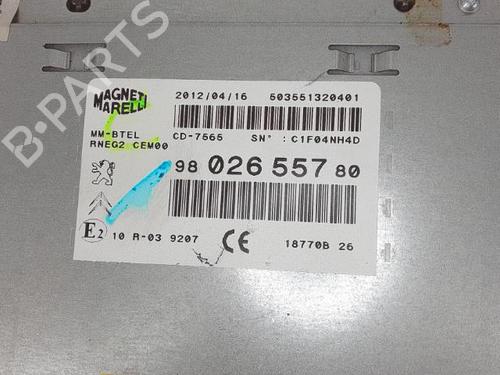 B-PARTS
MAGNETI
MARELLI
2012/04/16 503551320401
MM-BTEL CD-7565 SN° : C1F04NH4D
RNEG2 CEM00
98 026 557 80
E2 10 R-03 9207 CE 18770B 26